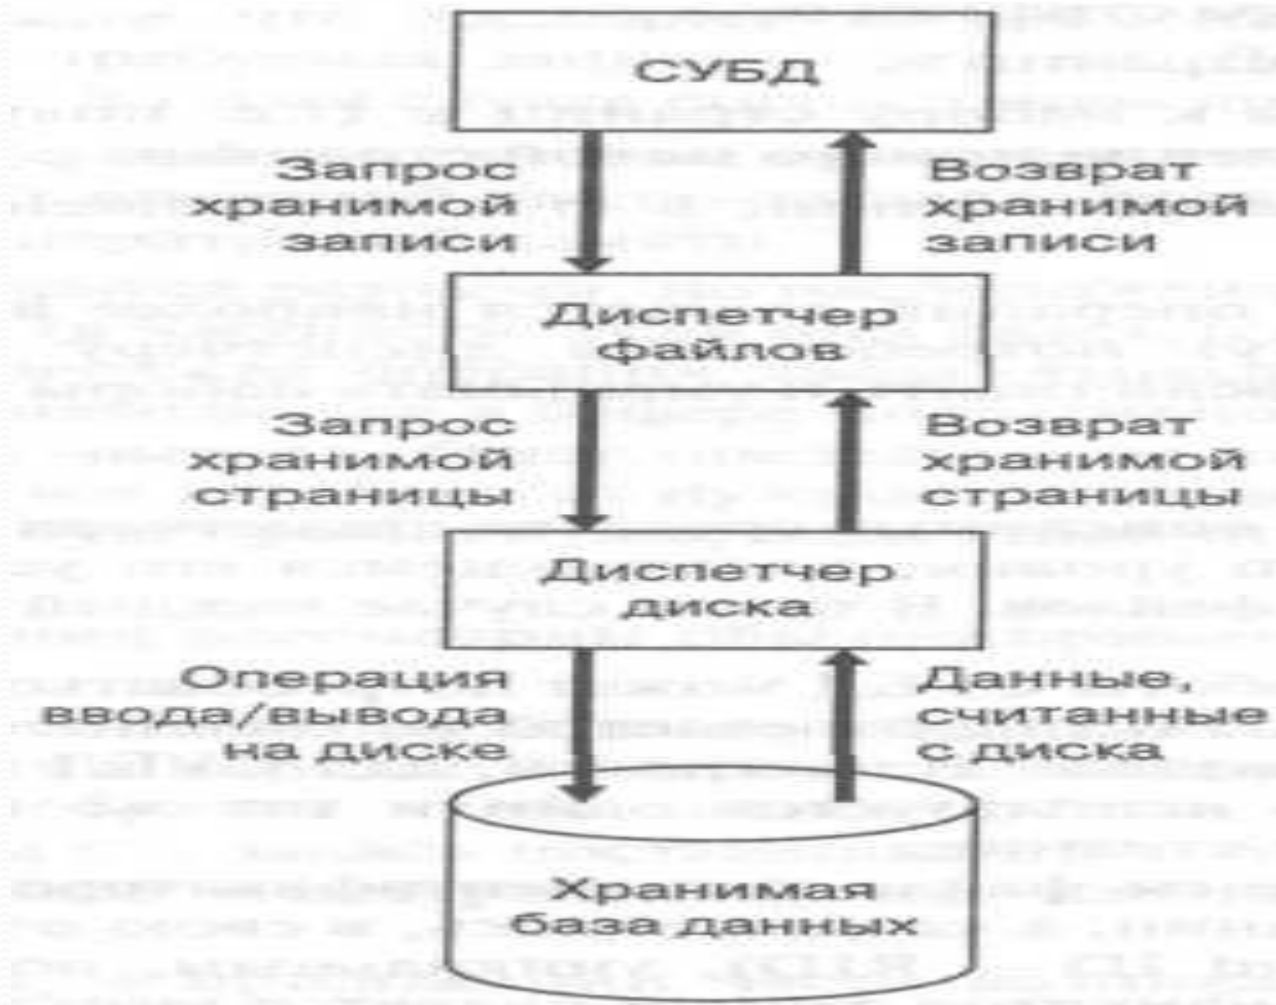 СУБД
Запрос
хранимой
записи
Возврат
хранимой
записи
Диспетчер
файлов
Запрос
хранимой
страницы
Возврат
хранимой
страницы
Диспетчер
диска
Операция
ввода/вывода
на диске
Данные,
считанные
с диска
Хранимая
база данных